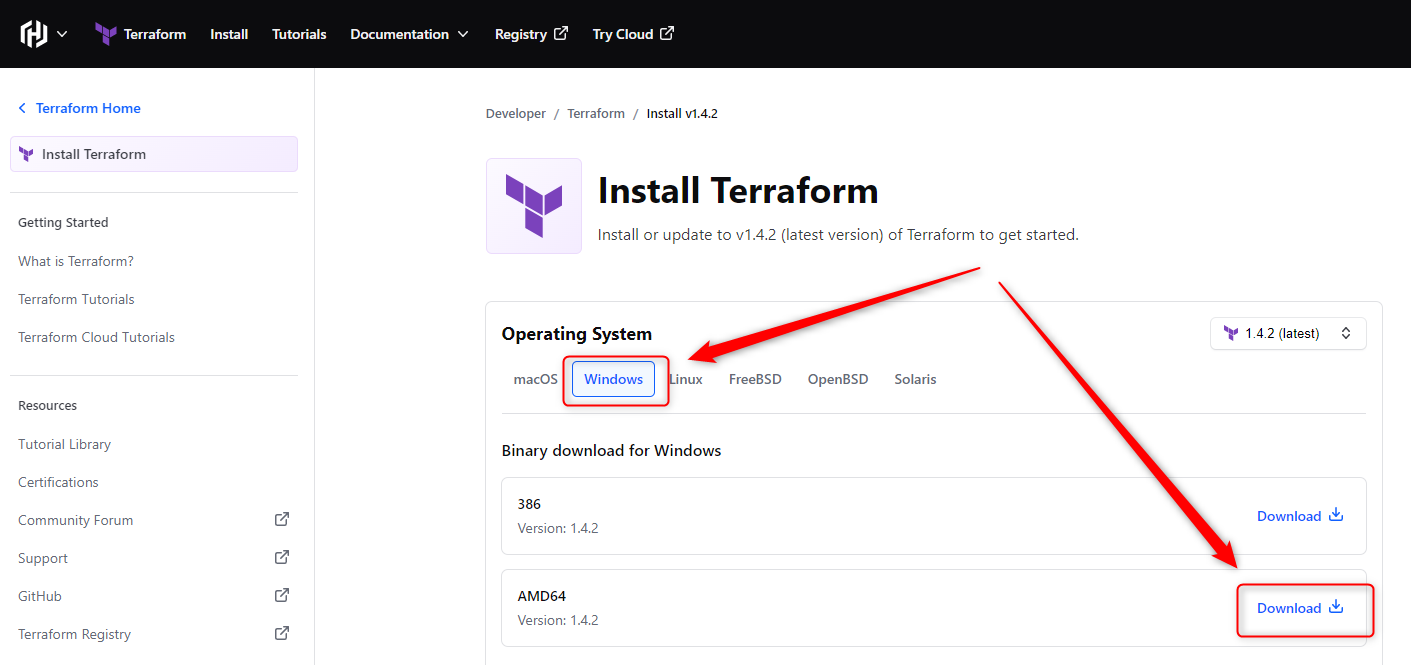 Terraform Install Tutorials Documentation Registry Try Cloud
Terraform Home
Install Terraform
Getting Started
What is Terraform?
Terraform Tutorials
Terraform Cloud Tutorials
Resources
Tutorial Library
Certifications
Community Forum
Support
GitHub
Terraform Registry
Developer / Terraform / Install v1.4.2
Install Terraform
Install or update to v1.4.2 (latest version) of Terraform to get started.
Operating System
1.4.2 (latest)
macOS Windows Linux FreeBSD OpenBSD Solaris
Binary download for Windows
386
Version: 1.4.2
Download
AMD64
Version: 1.4.2
Download